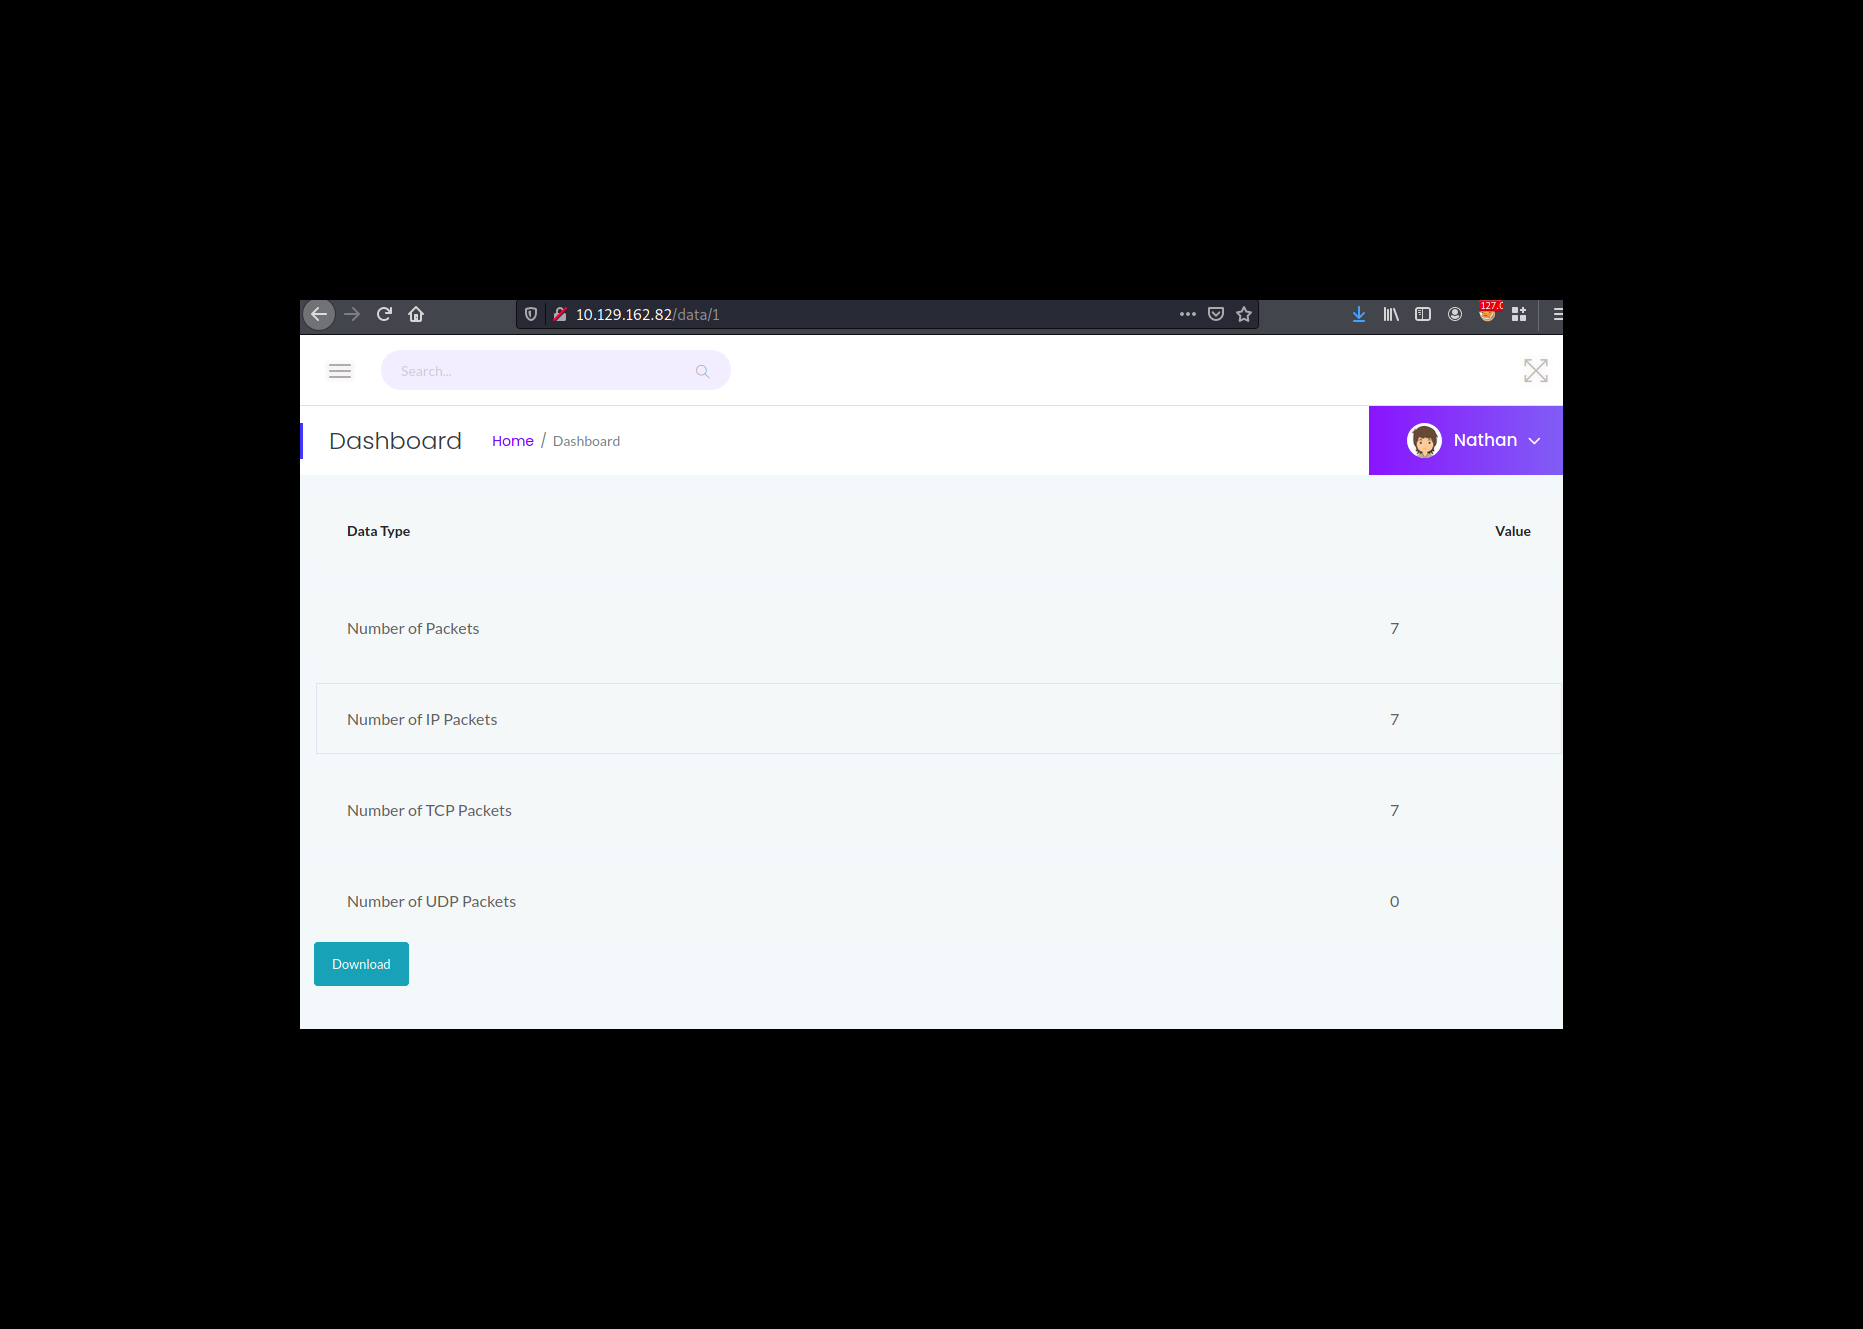 10.129.162.82/data/1
127.0
Search...
Dashboard Home / Dashboard Nathan
Data Type Value
Number of Packets 7
Number of IP Packets 7
Number of TCP Packets 7
Number of UDP Packets 0
Download